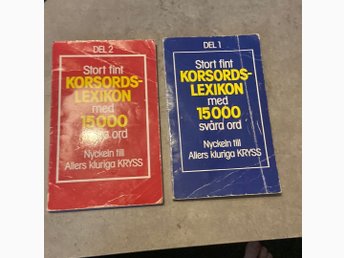 DEL 2
Stort fint
KORSORDS-
LEXIKON
med
15000
svåra ord
Nyckeln till
Allers kluriga KRYSS
DEL 1
Stort fint
KORSORDS-
LEXIKON
med
15000
svåra ord
Nyckeln till
Allers kluriga KRYSS